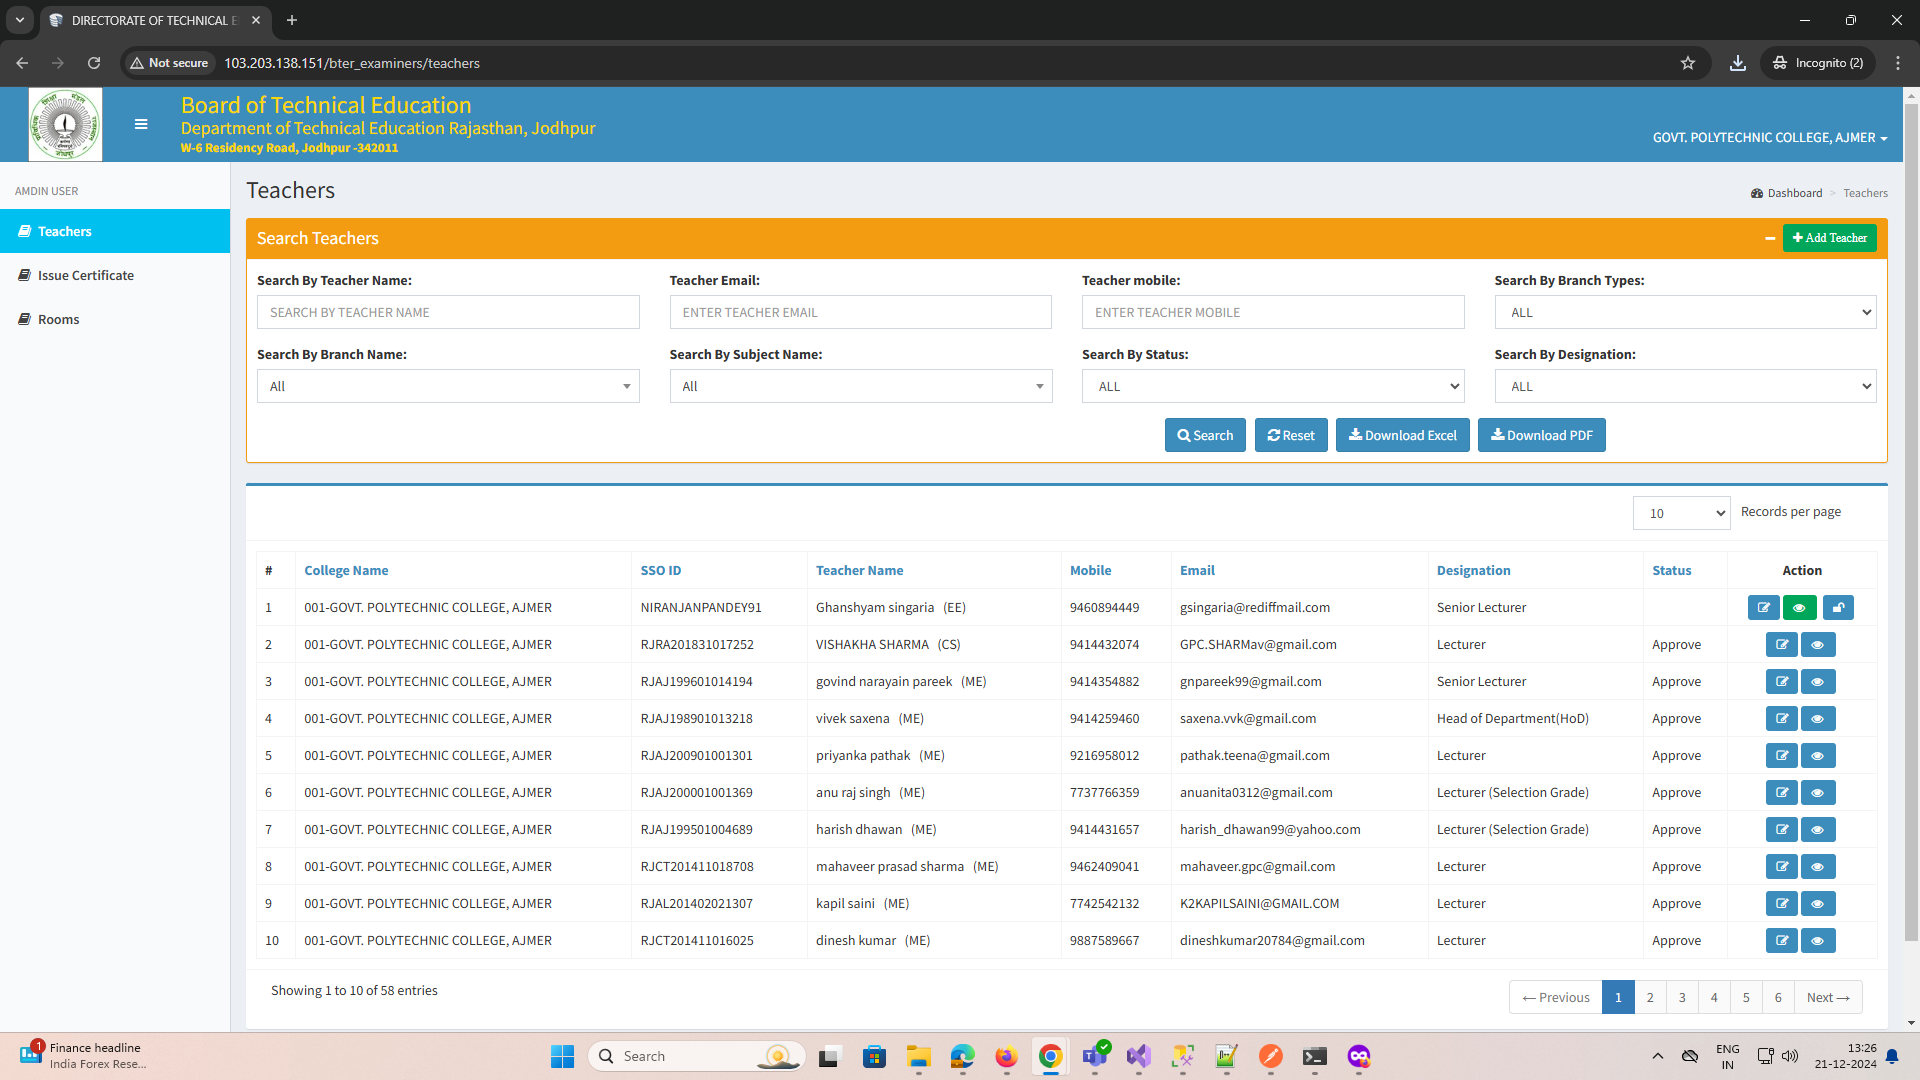 DIRECTORATE OF TECHNICAL E
Not secure
103.203.138.151/bter_examiners/teachers
Incognito (2)
Board of Technical Education
Department of Technical Education Rajasthan, Jodhpur
W-6 Residency Road, Jodhpur -342011
GOVT. POLYTECHNIC COLLEGE, AJMER
AMDIN USER
Teachers
Issue Certificate
Rooms
Teachers
Dashboard > Teachers
Search Teachers
Add Teacher
Search By Teacher Name: Teacher Email: Teacher mobile: Search By Branch Types:
SEARCH BY TEACHER NAME ENTER TEACHER EMAIL ENTER TEACHER MOBILE ALL
Search By Branch Name: Search By Subject Name: Search By Status: Search By Designation:
All All ALL ALL
Search Reset Download Excel Download PDF
10 Records per page
# College Name SSO ID Teacher Name Mobile Email Designation Status Action
1 001-GOVT. POLYTECHNIC COLLEGE, AJMER NIRANJANPANDEY91 Ghanshyam singaria (EE) 9460894449 gsingaria@rediffmail.com Senior Lecturer
2 001-GOVT. POLYTECHNIC COLLEGE, AJMER RJRA201831017252 VISHAKHA SHARMA (CS) 9414432074 GPC.SHARMav@gmail.com Lecturer Approve
3 001-GOVT. POLYTECHNIC COLLEGE, AJMER RJAJ199601014194 govind narayain pareek (ME) 9414354882 gnpareek99@gmail.com Senior Lecturer Approve
4 001-GOVT. POLYTECHNIC COLLEGE, AJMER RJAJ198901013218 vivek saxena (ME) 9414259460 saxena.vvk@gmail.com Head of Department(HoD) Approve
5 001-GOVT. POLYTECHNIC COLLEGE, AJMER RJAJ200901001301 priyanka pathak (ME) 9216958012 pathak.teena@gmail.com Lecturer Approve
6 001-GOVT. POLYTECHNIC COLLEGE, AJMER RJAJ200001001369 anu raj singh (ME) 7737766359 anuanita0312@gmail.com Lecturer (Selection Grade) Approve
7 001-GOVT. POLYTECHNIC COLLEGE, AJMER RJAJ199501004689 harish dhawan (ME) 9414431657 harish_dhawan99@yahoo.com Lecturer (Selection Grade) Approve
8 001-GOVT. POLYTECHNIC COLLEGE, AJMER RJCT201411018708 mahaveer prasad sharma (ME) 9462409041 mahaveer.gpc@gmail.com Lecturer Approve
9 001-GOVT. POLYTECHNIC COLLEGE, AJMER RJAL201402021307 kapil saini (ME) 7742542132 K2KAPILSAINI@GMAIL.COM Lecturer Approve
10 001-GOVT. POLYTECHNIC COLLEGE, AJMER RJCT201411016025 dinesh kumar (ME) 9887589667 dineshkumar20784@gmail.com Lecturer Approve
Showing 1 to 10 of 58 entries
← Previous 1 2 3 4 5 6 Next →
1
Finance headline
India Forex Rese...
Search
ENG
IN
13:26
21-12-2024